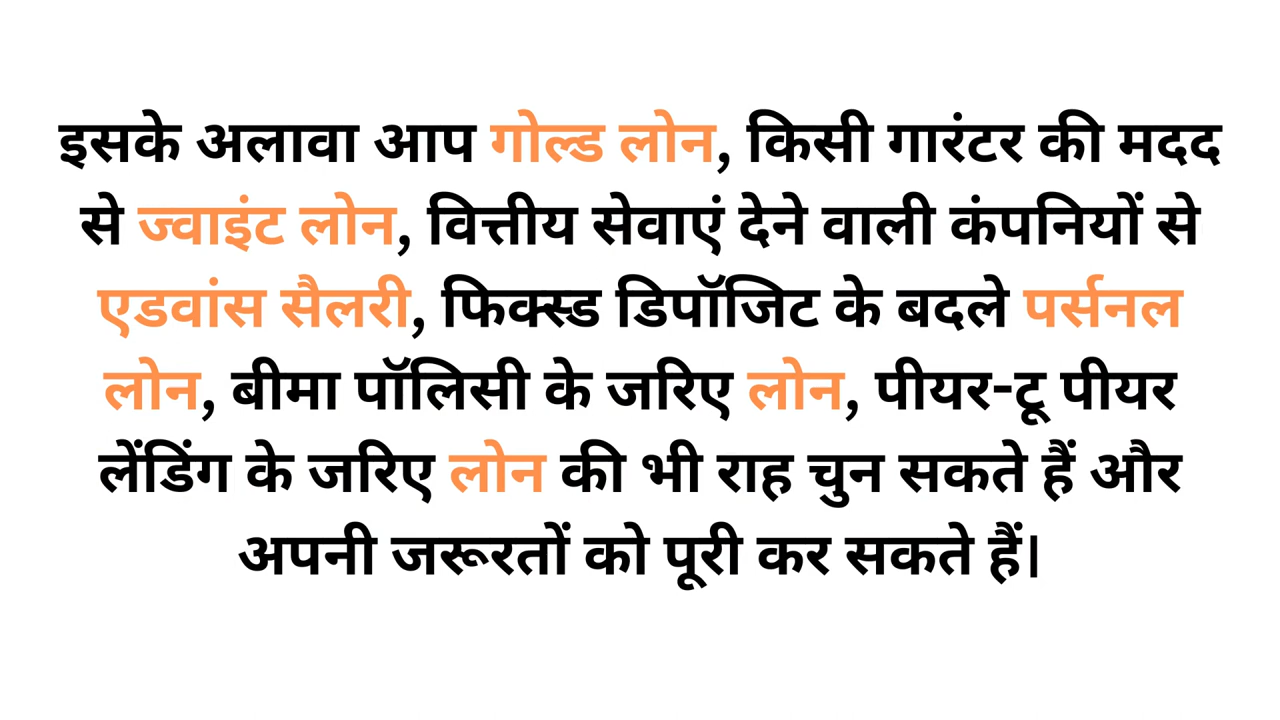 इसके अलावा आप गोल्ड लोन, किसी गारंटर की मदद
से ज्वाइंट लोन, वित्तीय सेवाएं देने वाली कंपनियों से
एडवांस सैलरी, फिक्स्ड डिपॉजिट के बदले पर्सनल
लोन, बीमा पॉलिसी के जरिए लोन, पीयर-टू पीयर
लेंडिंग के जरिए लोन की भी राह चुन सकते हैं और
अपनी जरूरतों को पूरी कर सकते हैं।